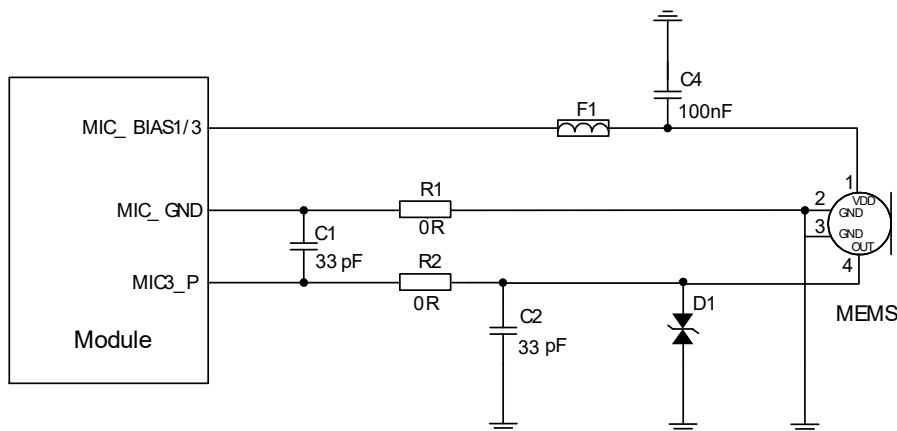 C4
100nF
F1
MIC_ BIAS1/3
1
VDD
MIC_ GND
R1
0R
2
GND
3
GND
OUT
4
C1
33 pF
MIC3_P
R2
0R
C2
33 pF
D1
MEMS
Module